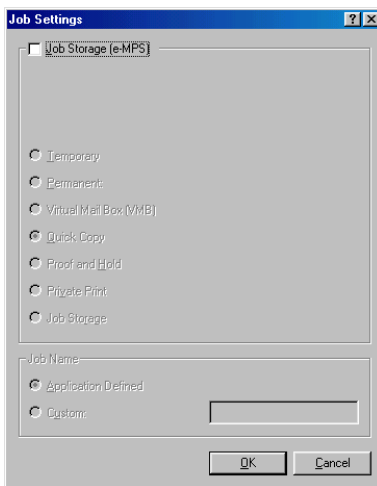 Job Settings
Job Storage (e-MPS)
Temporary
Permanent
Virtual Mail Box (VMB)
Quick Copy
Proof and Hold
Private Print
Job Storage
Job Name
Application Defined
Custom:
OK
Cancel